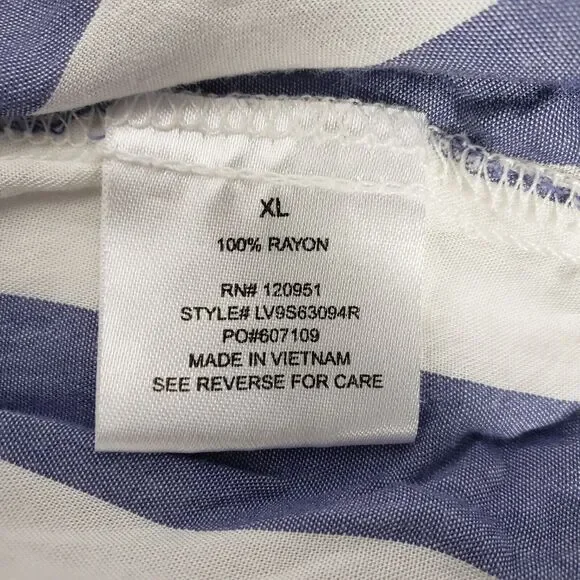 XL
100% RAYON
RN# 120951
STYLE# LV9S63094R
PO#607109
MADE IN VIETNAM
SEE REVERSE FOR CARE